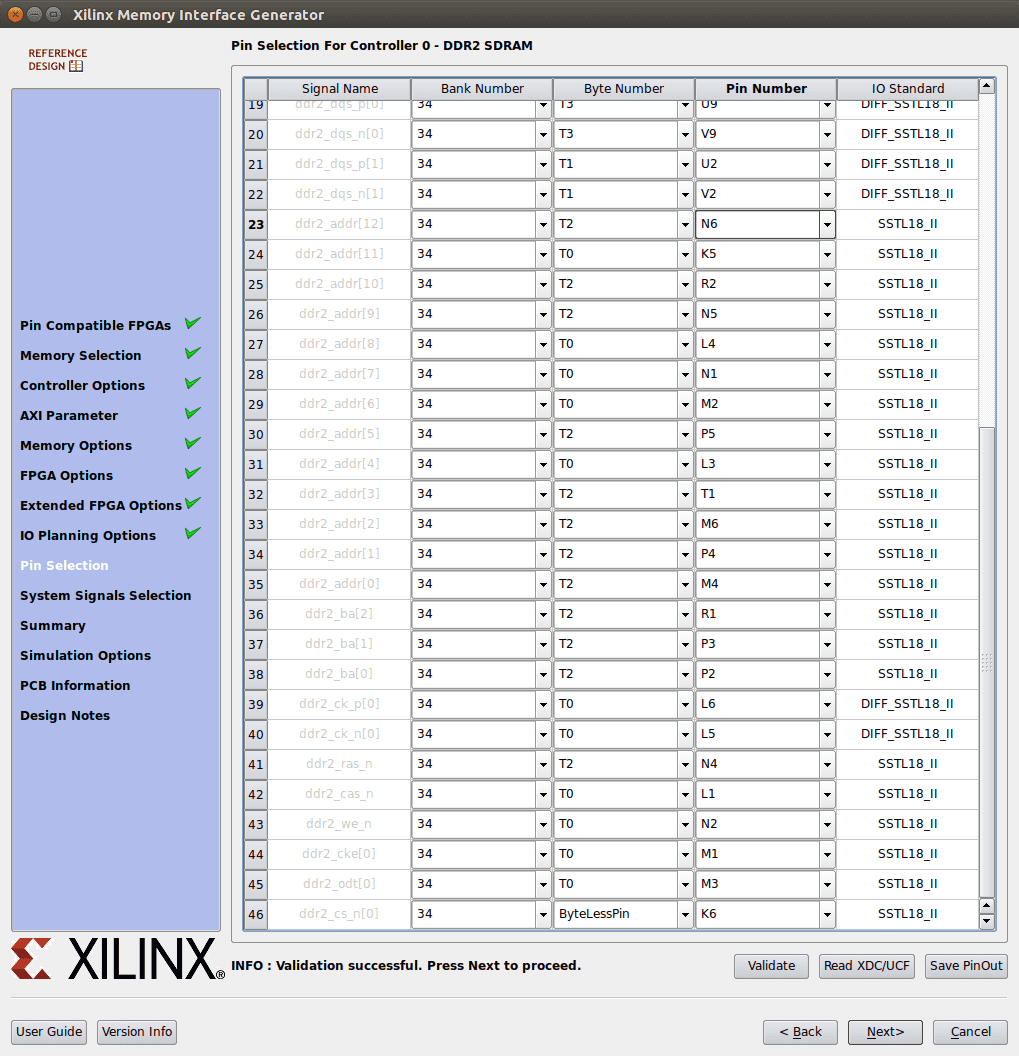 Xilinx Memory Interface Generator
REFERENCE
DESIGN
Pin Compatible FPGAs
Memory Selection
Controller Options
AXI Parameter
Memory Options
FPGA Options
Extended FPGA Options
IO Planning Options
Pin Selection
System Signals Selection
Summary
Simulation Options
PCB Information
Design Notes
XILINX®
Pin Selection For Controller 0 - DDR2 SDRAM
Signal Name Bank Number Byte Number Pin Number IO Standard
19 ddr2_dqs_p[0] 34 T3 U9 DIFF_SSTL18_II
20 ddr2_dqs_n[0] 34 T3 V9 DIFF_SSTL18_II
21 ddr2_dqs_p[1] 34 T1 U2 DIFF_SSTL18_II
22 ddr2_dqs_n[1] 34 T1 V2 DIFF_SSTL18_II
23 ddr2_addr[12] 34 T2 N6 SSTL18_II
24 ddr2_addr[11] 34 T0 K5 SSTL18_II
25 ddr2_addr[10] 34 T2 R2 SSTL18_II
26 ddr2_addr[9] 34 T2 N5 SSTL18_II
27 ddr2_addr[8] 34 T0 L4 SSTL18_II
28 ddr2_addr[7] 34 T0 N1 SSTL18_II
29 ddr2_addr[6] 34 T0 M2 SSTL18_II
30 ddr2_addr[5] 34 T2 P5 SSTL18_II
31 ddr2_addr[4] 34 T0 L3 SSTL18_II
32 ddr2_addr[3] 34 T2 T1 SSTL18_II
33 ddr2_addr[2] 34 T2 M6 SSTL18_II
34 ddr2_addr[1] 34 T2 P4 SSTL18_II
35 ddr2_addr[0] 34 T2 M4 SSTL18_II
36 ddr2_ba[2] 34 T2 R1 SSTL18_II
37 ddr2_ba[1] 34 T2 P3 SSTL18_II
38 ddr2_ba[0] 34 T2 P2 SSTL18_II
39 ddr2_ck_p[0] 34 T0 L6 DIFF_SSTL18_II
40 ddr2_ck_n[0] 34 T0 L5 DIFF_SSTL18_II
41 ddr2_ras_n 34 T2 N4 SSTL18_II
42 ddr2_cas_n 34 T0 L1 SSTL18_II
43 ddr2_we_n 34 T0 N2 SSTL18_II
44 ddr2_cke[0] 34 T0 M1 SSTL18_II
45 ddr2_odt[0] 34 T0 M3 SSTL18_II
46 ddr2_cs_n[0] 34 ByteLessPin K6 SSTL18_II
INFO : Validation successful. Press Next to proceed.
Validate Read XDC/UCF Save PinOut
User Guide Version Info < Back Next> Cancel